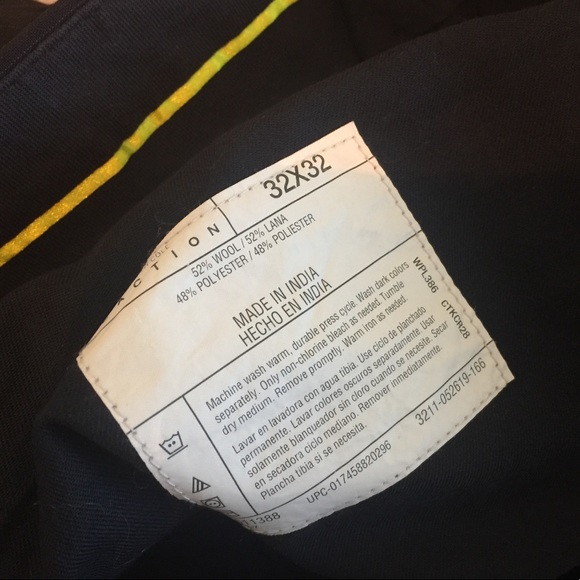 32X32
ACTION
52% WOOL / 52% LANA
48% POLYESTER / 48% POLIESTER
MADE IN INDIA
HECHO EN INDIA
WPL386 CTKGR28
Machine wash warm, durable press cycle. Wash dark colors
separately. Only non-chlorine bleach as needed. Tumble
dry medium. Remove promptly. Warm iron as needed.
Lavar en lavadora con agua tibia. Use ciclo de planchado
permanente. Lavar colores oscuros separadamente. Usar
solamente blanqueador sin cloro cuando se necesite. Secar
en secadora ciclo mediano. Remover inmediatamente.
Plancha tibia si se necesita.
3211-052619-166
1388 UPC-017458820296